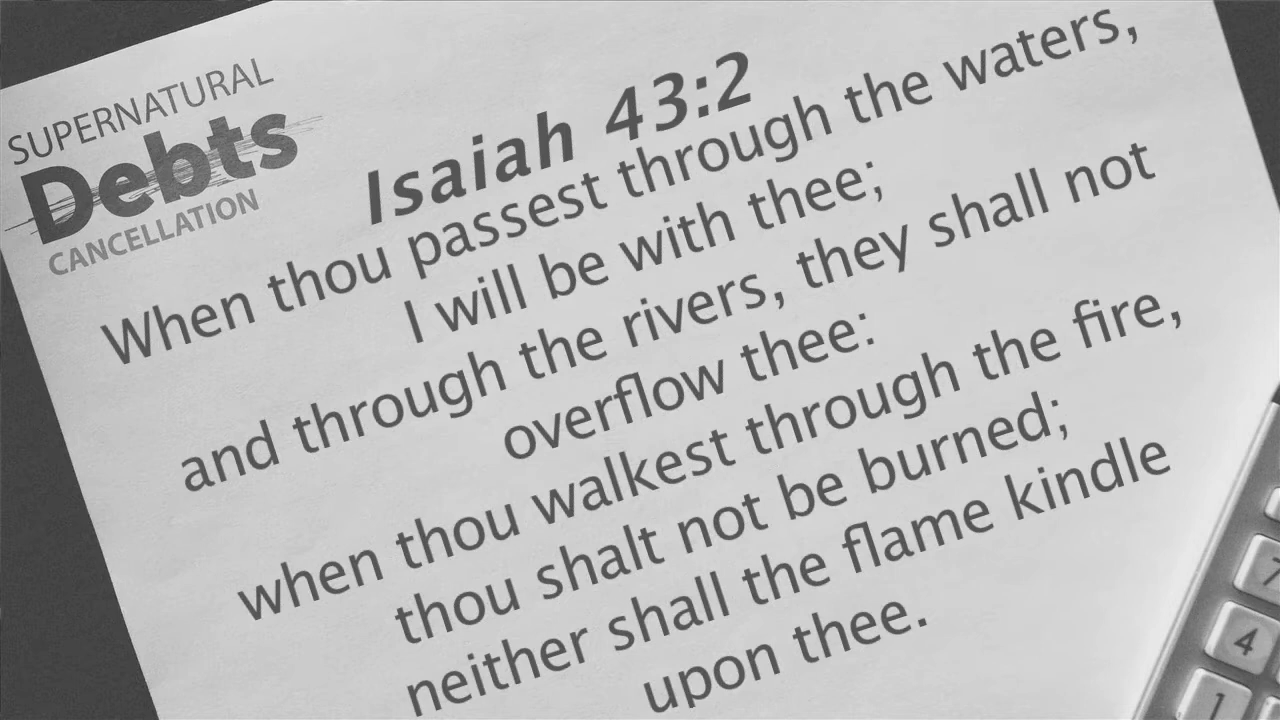 SUPERNATURAL
Debts
CANCELLATION
Isaiah 43:2
When thou passest through the waters,
I will be with thee;
and through the rivers, they shall not
overflow thee:
when thou walkest through the fire,
thou shalt not be burned;
neither shall the flame kindle
upon thee.
7
4
1